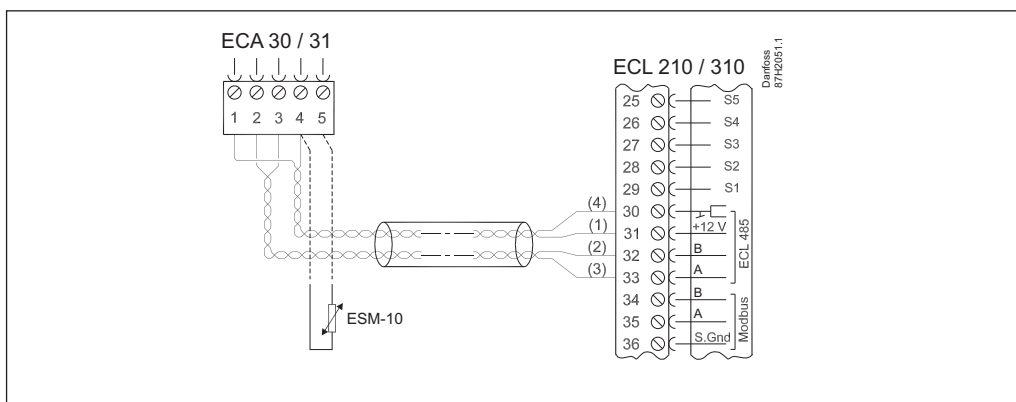 ECA 30 / 31
1 2 3 4 5
ESM-10
(4)
(1)
(2)
(3)
ECL 210 / 310
25 S5
26 S4
27 S3
28 S2
29 S1
30
31 +12 V
32 B
33 A
ECL 485
34 B
35 A
36 S.Gnd
Modbus
Danfoss
87H2051.1